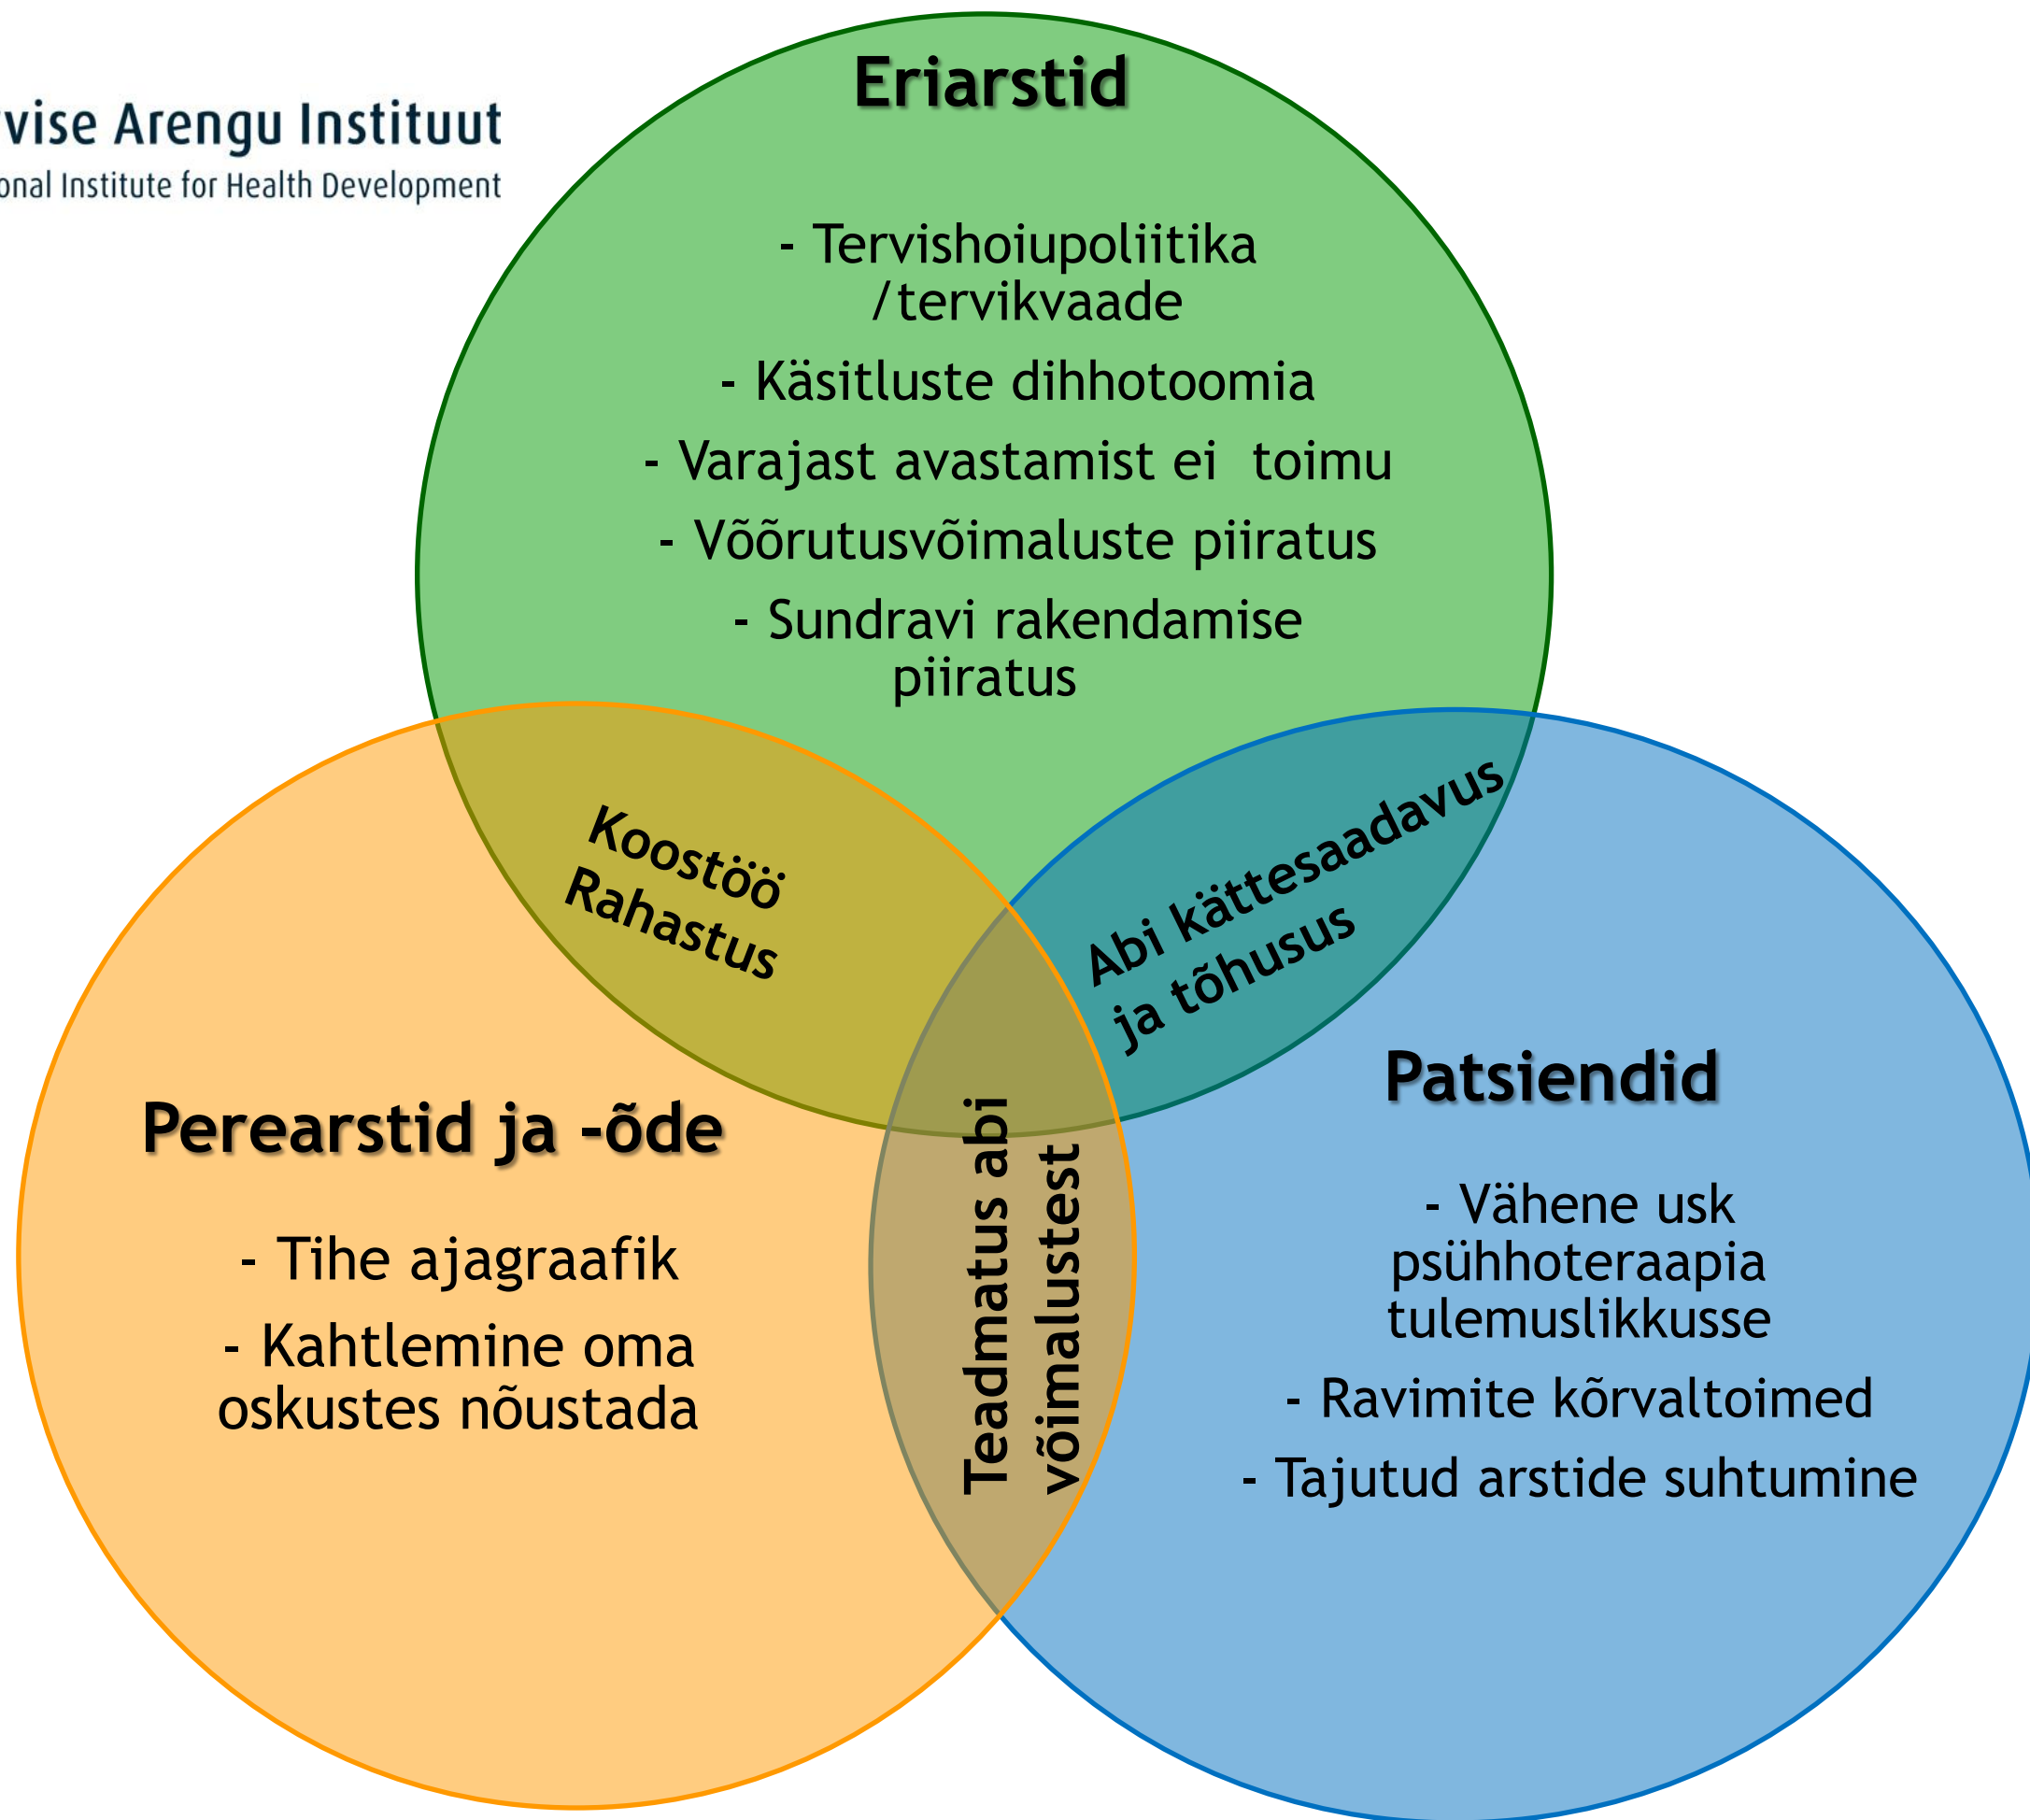 vise Arengu Instituut
onal Institute for Health Development
Eriarstid
- Tervishoiupoliitika
/tervikvaade
- Käsitluste dihhotoomia
- Varajast avastamist ei  toimu
- Võõrutusvõimaluste piiratus
- Sundravi rakendamise
piiratus
Koostöö
Rahastus
Abi kättesaadavus
ja tõhusus
Perearstid ja -õde
- Tihe ajagraafik
- Kahtlemine oma
oskustes nõustada
Teadmatus abi
võimalustest
Patsiendid
- Vähene usk
psühhoteraapia
tulemuslikkusse
- Ravimite kõrvaltoimed
- Tajutud arstide suhtumine